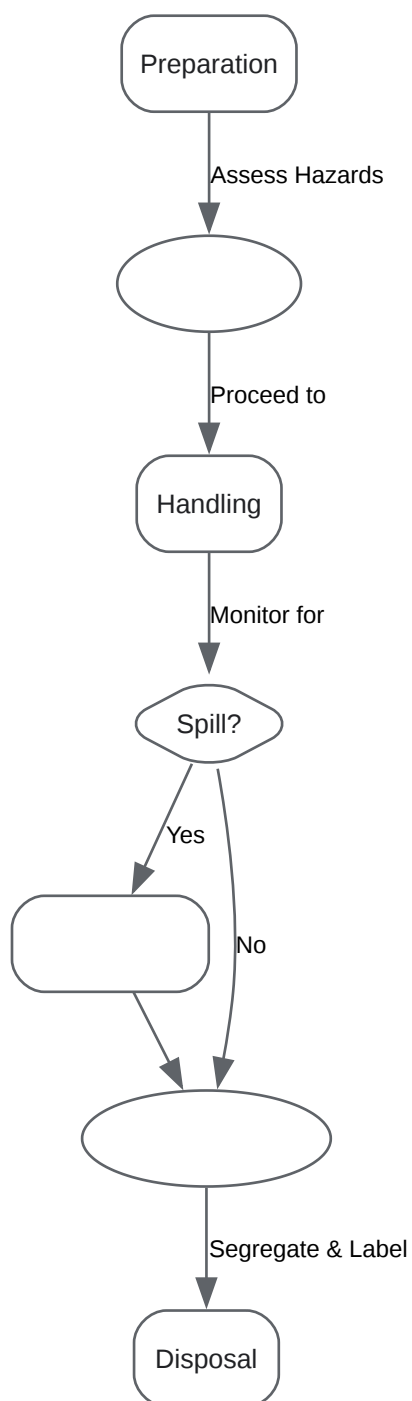 Preparation
Assess Hazards
Proceed to
Handling
Monitor for
Spill?
Yes
No
Segregate & Label
Disposal